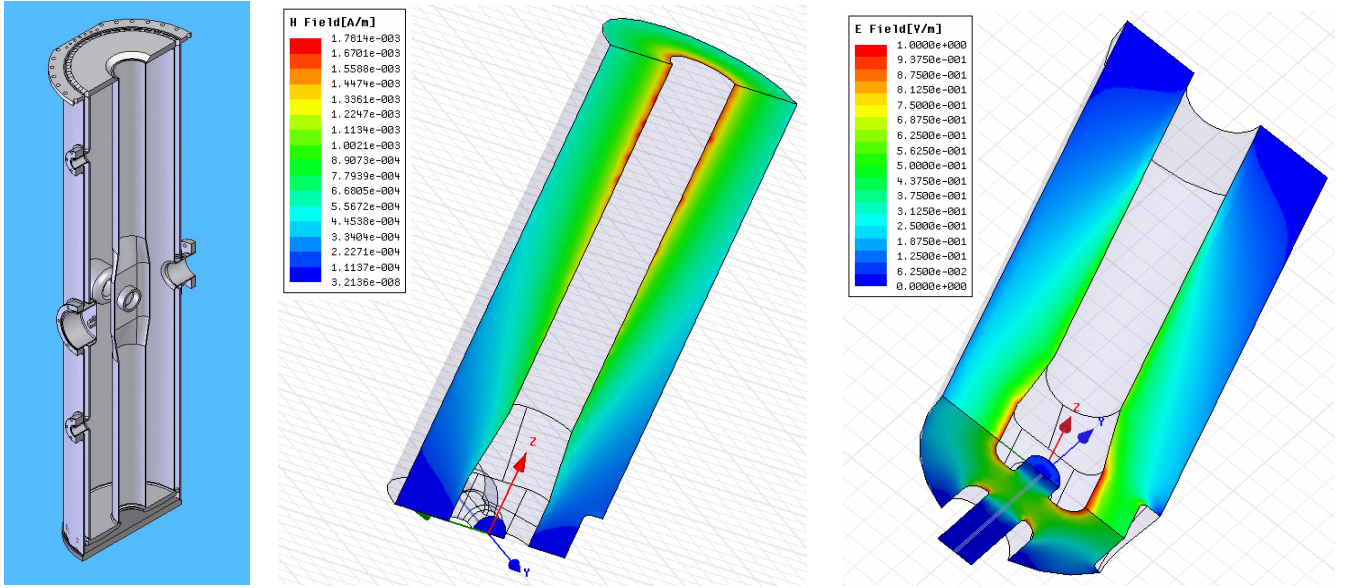 H Field[A/m]
1.7814e-003
1.6701e-003
1.5588e-003
1.4474e-003
1.3361e-003
1.2247e-003
1.1134e-003
1.0021e-003
8.9073e-004
7.7939e-004
6.6805e-004
5.5672e-004
4.4538e-004
3.3404e-004
2.2271e-004
1.1137e-004
3.2136e-008
Z
Y
E Field[V/m]
1.0000e+000
9.3750e-001
8.7500e-001
8.1250e-001
7.5000e-001
6.8750e-001
6.2500e-001
5.6250e-001
5.0000e-001
4.3750e-001
3.7500e-001
3.1250e-001
2.5000e-001
1.8750e-001
1.2500e-001
6.2500e-002
0.0000e+000
Z
Y